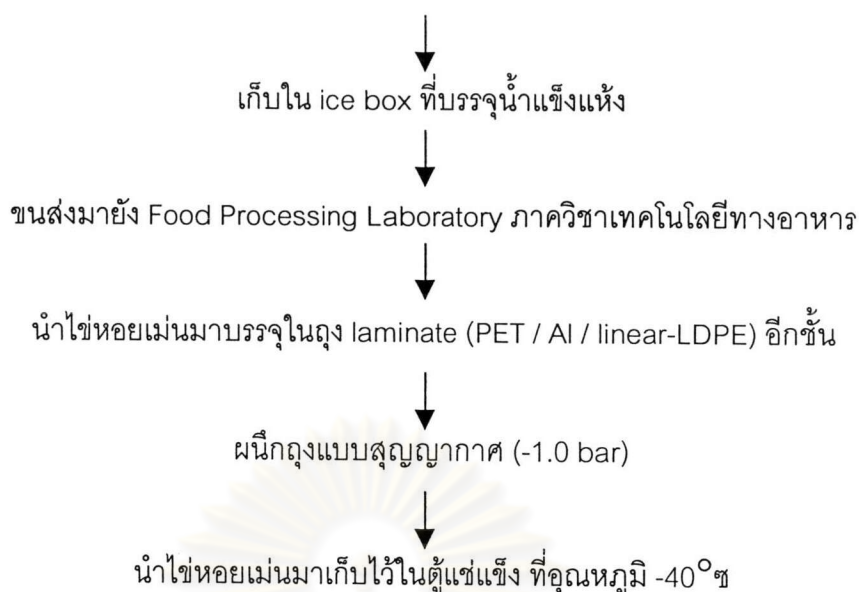 เก็บใน ice box ที่บรรจุน้ำแข็งแห้ง
ขนส่งมายัง Food Processing Laboratory ภาควิชาเทคโนโลยีทางอาหาร
นำไข่หอยเม่นมาบรรจุในถุง laminate (PET / Al / linear-LDPE) อีกชั้น
ผนึกถุงแบบสุญญากาศ (-1.0 bar)
นำไข่หอยเม่นมาเก็บไว้ในตู้แช่แข็ง ที่อุณหภูมิ -40°ซ